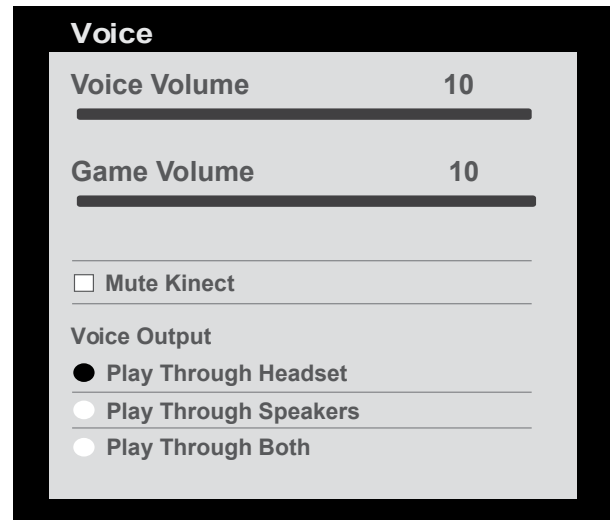 Voice
Voice Volume 10
Game Volume 10
Mute Kinect
Voice Output
Play Through Headset
Play Through Speakers
Play Through Both